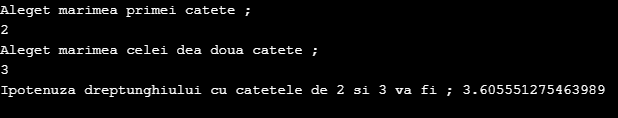 Aleget marimea primei catete ;
2
Aleget marimea celei dea doua catete ;
3
Ipotenuza dreptunghiului cu catetele de 2 si 3 va fi ; 3.605551275463989